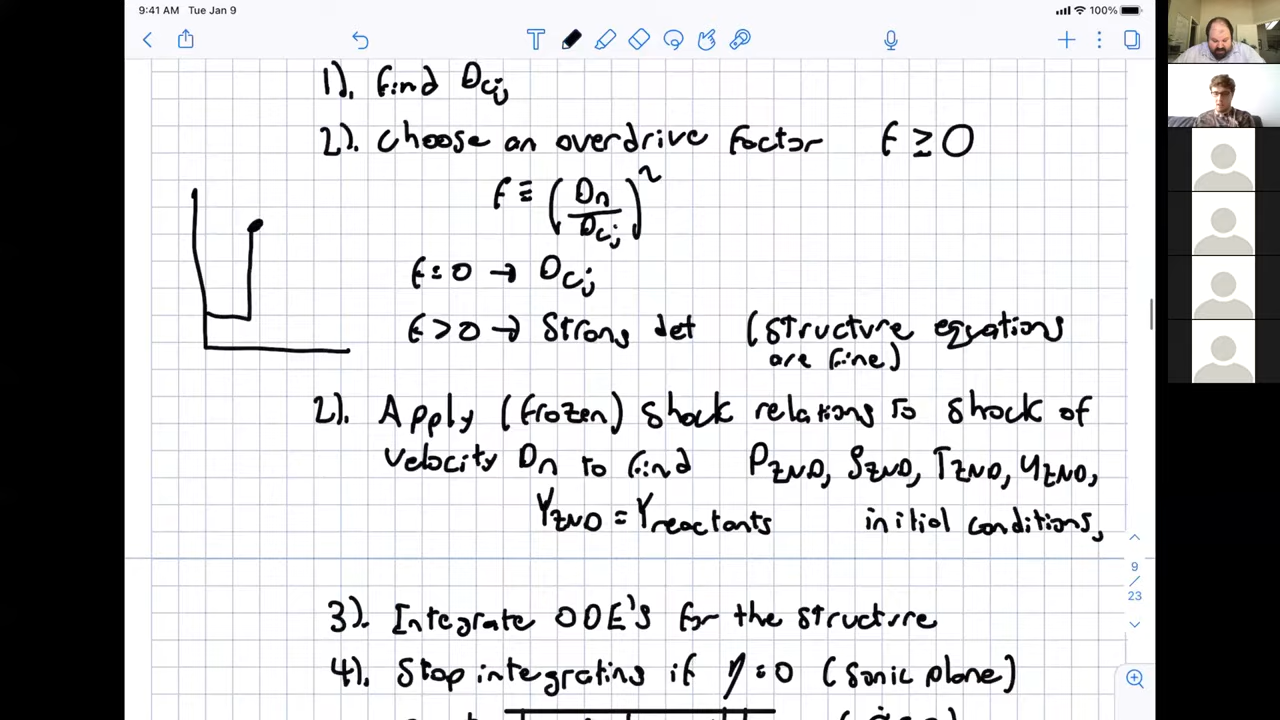 9:41 AM Tue Jan 9
100%
1). Find D_cj
2). Choose an overdrive factor f ≥ 0
f ≡ (D_n / D_cj)^2
f = 0 → D_cj
f > 0 → Strong det (structure equations
are fine)
2). Apply (frozen) shock relations to shock of
velocity D_n to find P_ZND, ρ_ZND, T_ZND, u_ZND,
Y_ZND = Y_reactants initial conditions,
9
/
23
3). Integrate ODE's for the structure
4). Stop integrating if η = 0 (sonic plane)